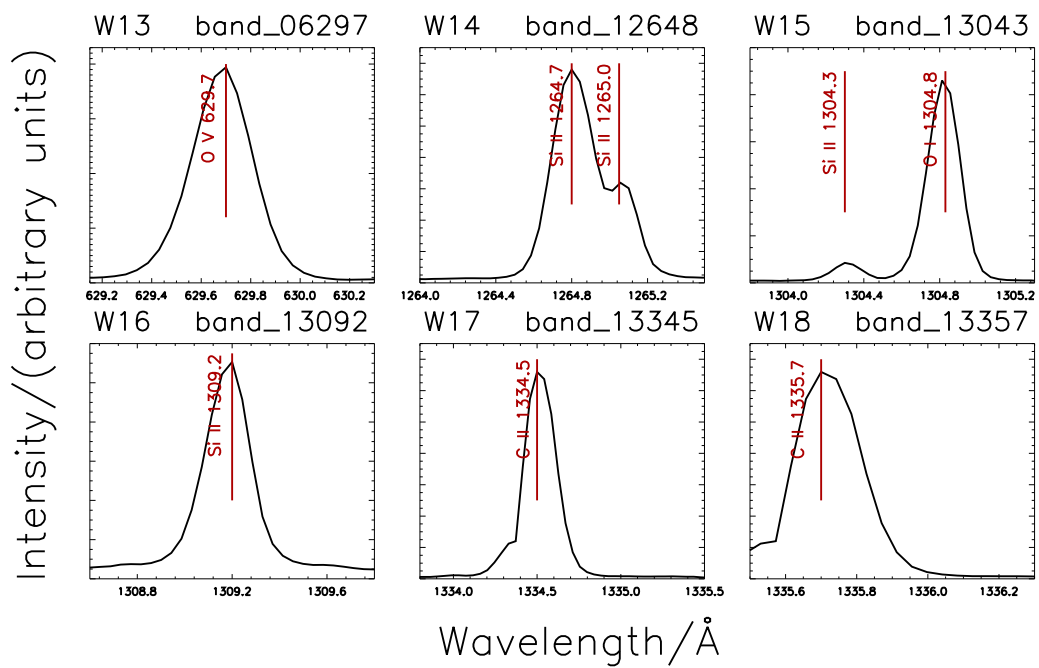 W13 band_06297
W14 band_12648
W15 band_13043
O V 629.7
Si II 1264.7
Si II 1265.0
Si II 1304.3
O I 1304.8
629.2 629.4 629.6 629.8 630.0 630.2
1264.0 1264.4 1264.8 1265.2
1304.0 1304.4 1304.8 1305.2
W16 band_13092
W17 band_13345
W18 band_13357
Si II 1309.2
C II 1334.5
C II 1335.7
1308.8 1309.2 1309.6
1334.0 1334.5 1335.0 1335.5
1335.6 1335.8 1336.0 1336.2
Intensity/(arbitrary units)
Wavelength/Å